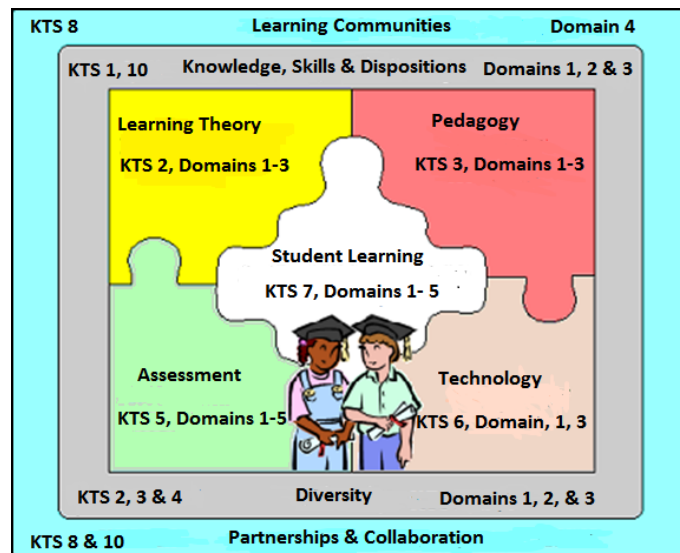 KTS 8 Learning Communities Domain 4
KTS 1, 10 Knowledge, Skills & Dispositions Domains 1, 2 & 3
Learning Theory
KTS 2, Domains 1-3
Pedagogy
KTS 3, Domains 1-3
Student Learning
KTS 7, Domains 1- 5
Assessment
KTS 5, Domains 1-5
Technology
KTS 6, Domain, 1, 3
KTS 2, 3 & 4 Diversity Domains 1, 2, & 3
KTS 8 & 10 Partnerships & Collaboration